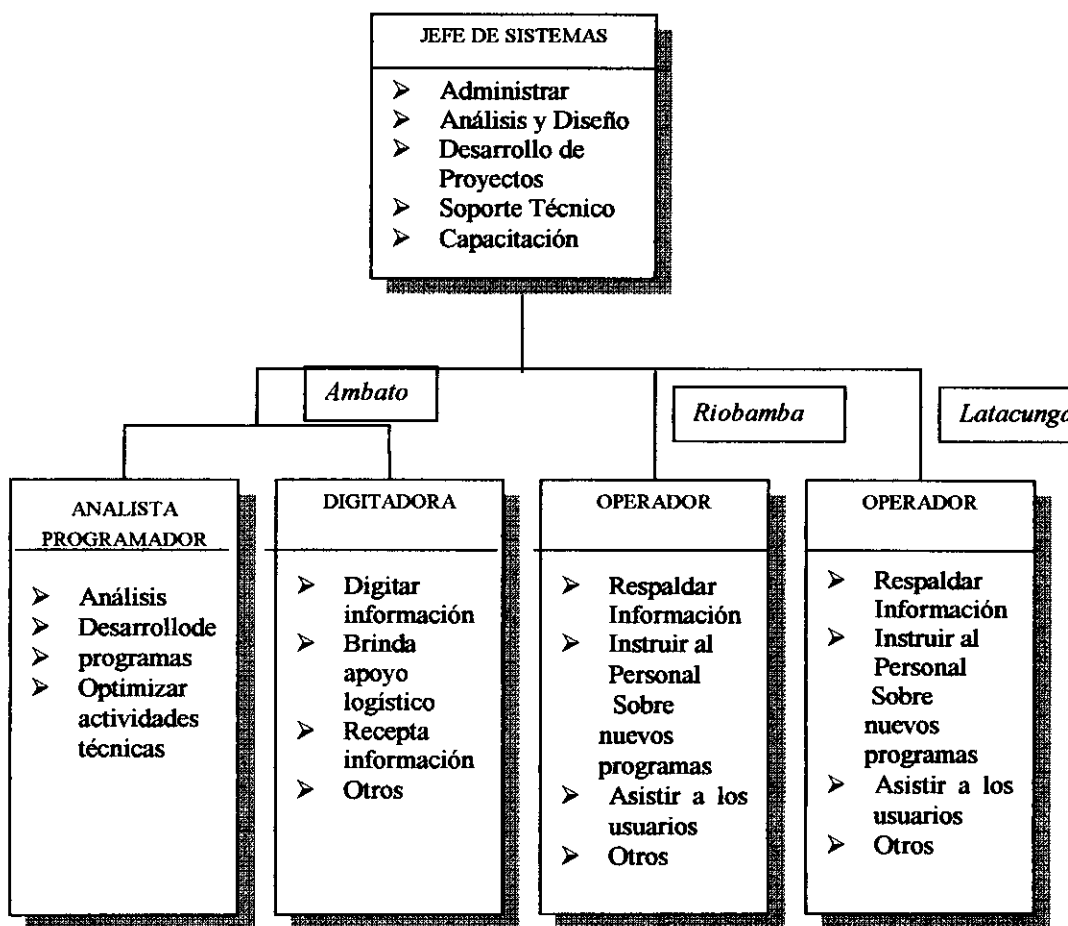 JEFE DE SISTEMAS
➢ Administrar
➢ Análisis y Diseño
➢ Desarrollo de
Proyectos
➢ Soporte Técnico
➢ Capacitación
Ambato
Riobamba
Latacunga
ANALISTA
PROGRAMADOR
➢ Análisis
➢ Desarrollode
➢ programas
➢ Optimizar
actividades
técnicas
DIGITADORA
➢ Digitar
información
➢ Brinda
apoyo
logístico
➢ Recepta
información
➢ Otros
OPERADOR
➢ Respaldar
Información
➢ Instruir al
Personal
Sobre
nuevos
programas
➢ Asistir a los
usuarios
➢ Otros
OPERADOR
➢ Respaldar
Información
➢ Instruir al
Personal
Sobre
nuevos
programas
➢ Asistir a los
usuarios
➢ Otros